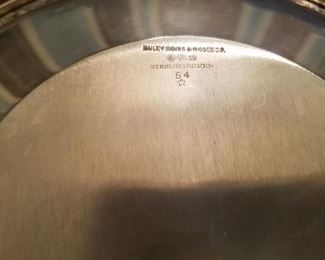 BAILEY BANKS & BIDDLE CO.
STERLING SILVER
54